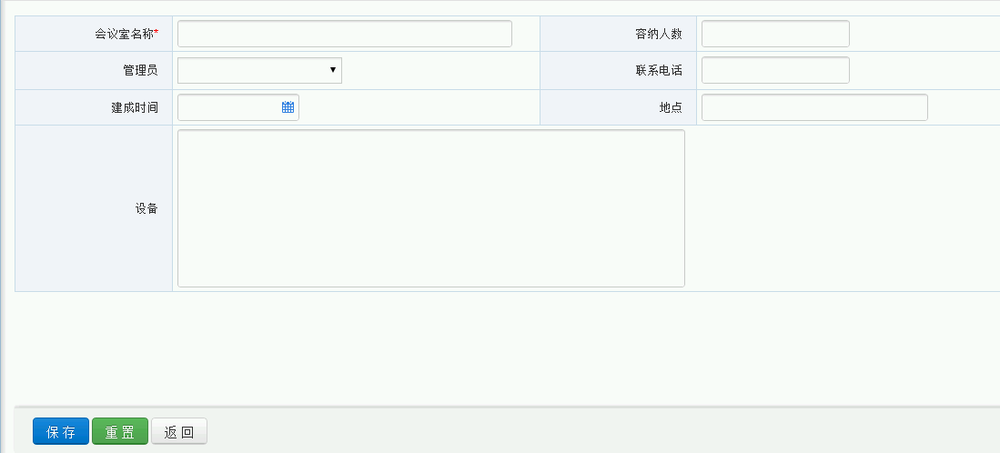 会议室名称*
容纳人数
管理员
联系电话
建成时间
地点
设备
保存 重置 返回